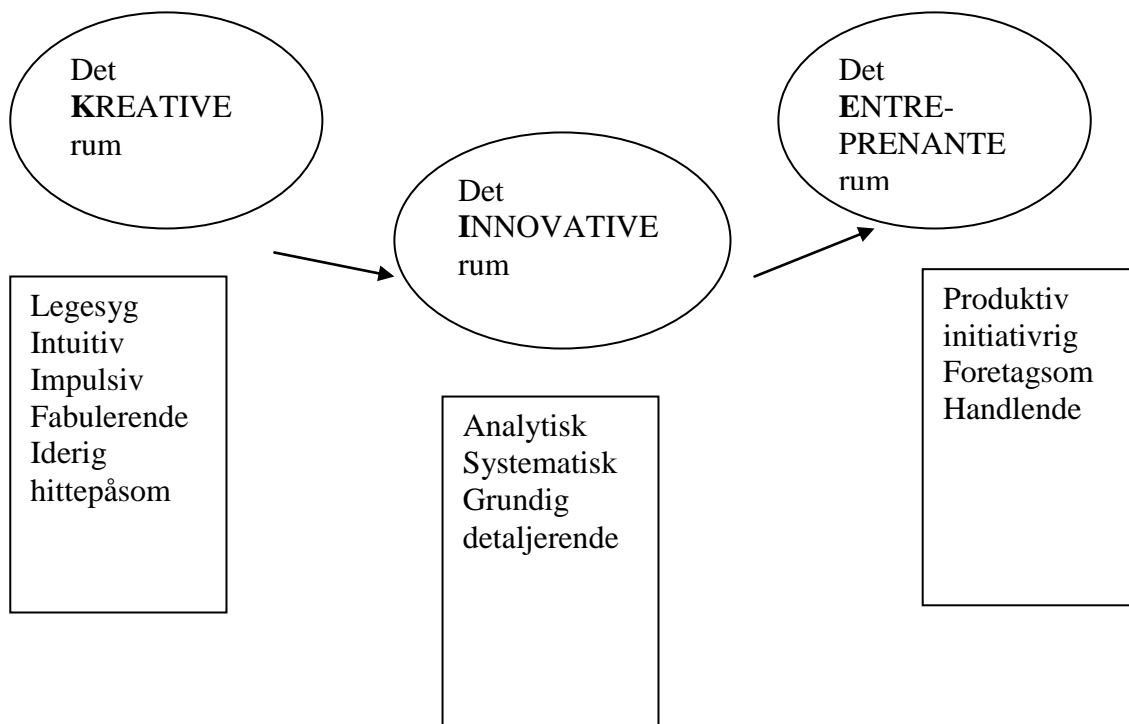 Det
KREATIVE
rum
Det
INNOVATIVE
rum
Det
ENTRE-
PRENANTE
rum
Legesyg
Intuitiv
Impulsiv
Fabulerende
Iderig
hittepåsom
Analytisk
Systematisk
Grundig
detaljerende
Produktiv
initiativrig
Foretagsom
Handlende